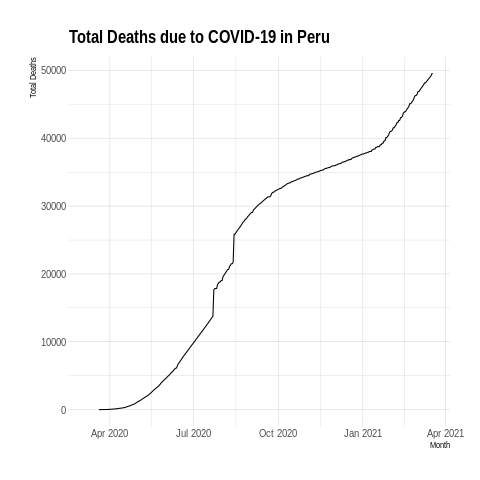 Total Deaths due to COVID-19 in Peru
Total Deaths
50000
40000
30000
20000
10000
0
Apr 2020 Jul 2020 Oct 2020 Jan 2021 Apr 2021
Month